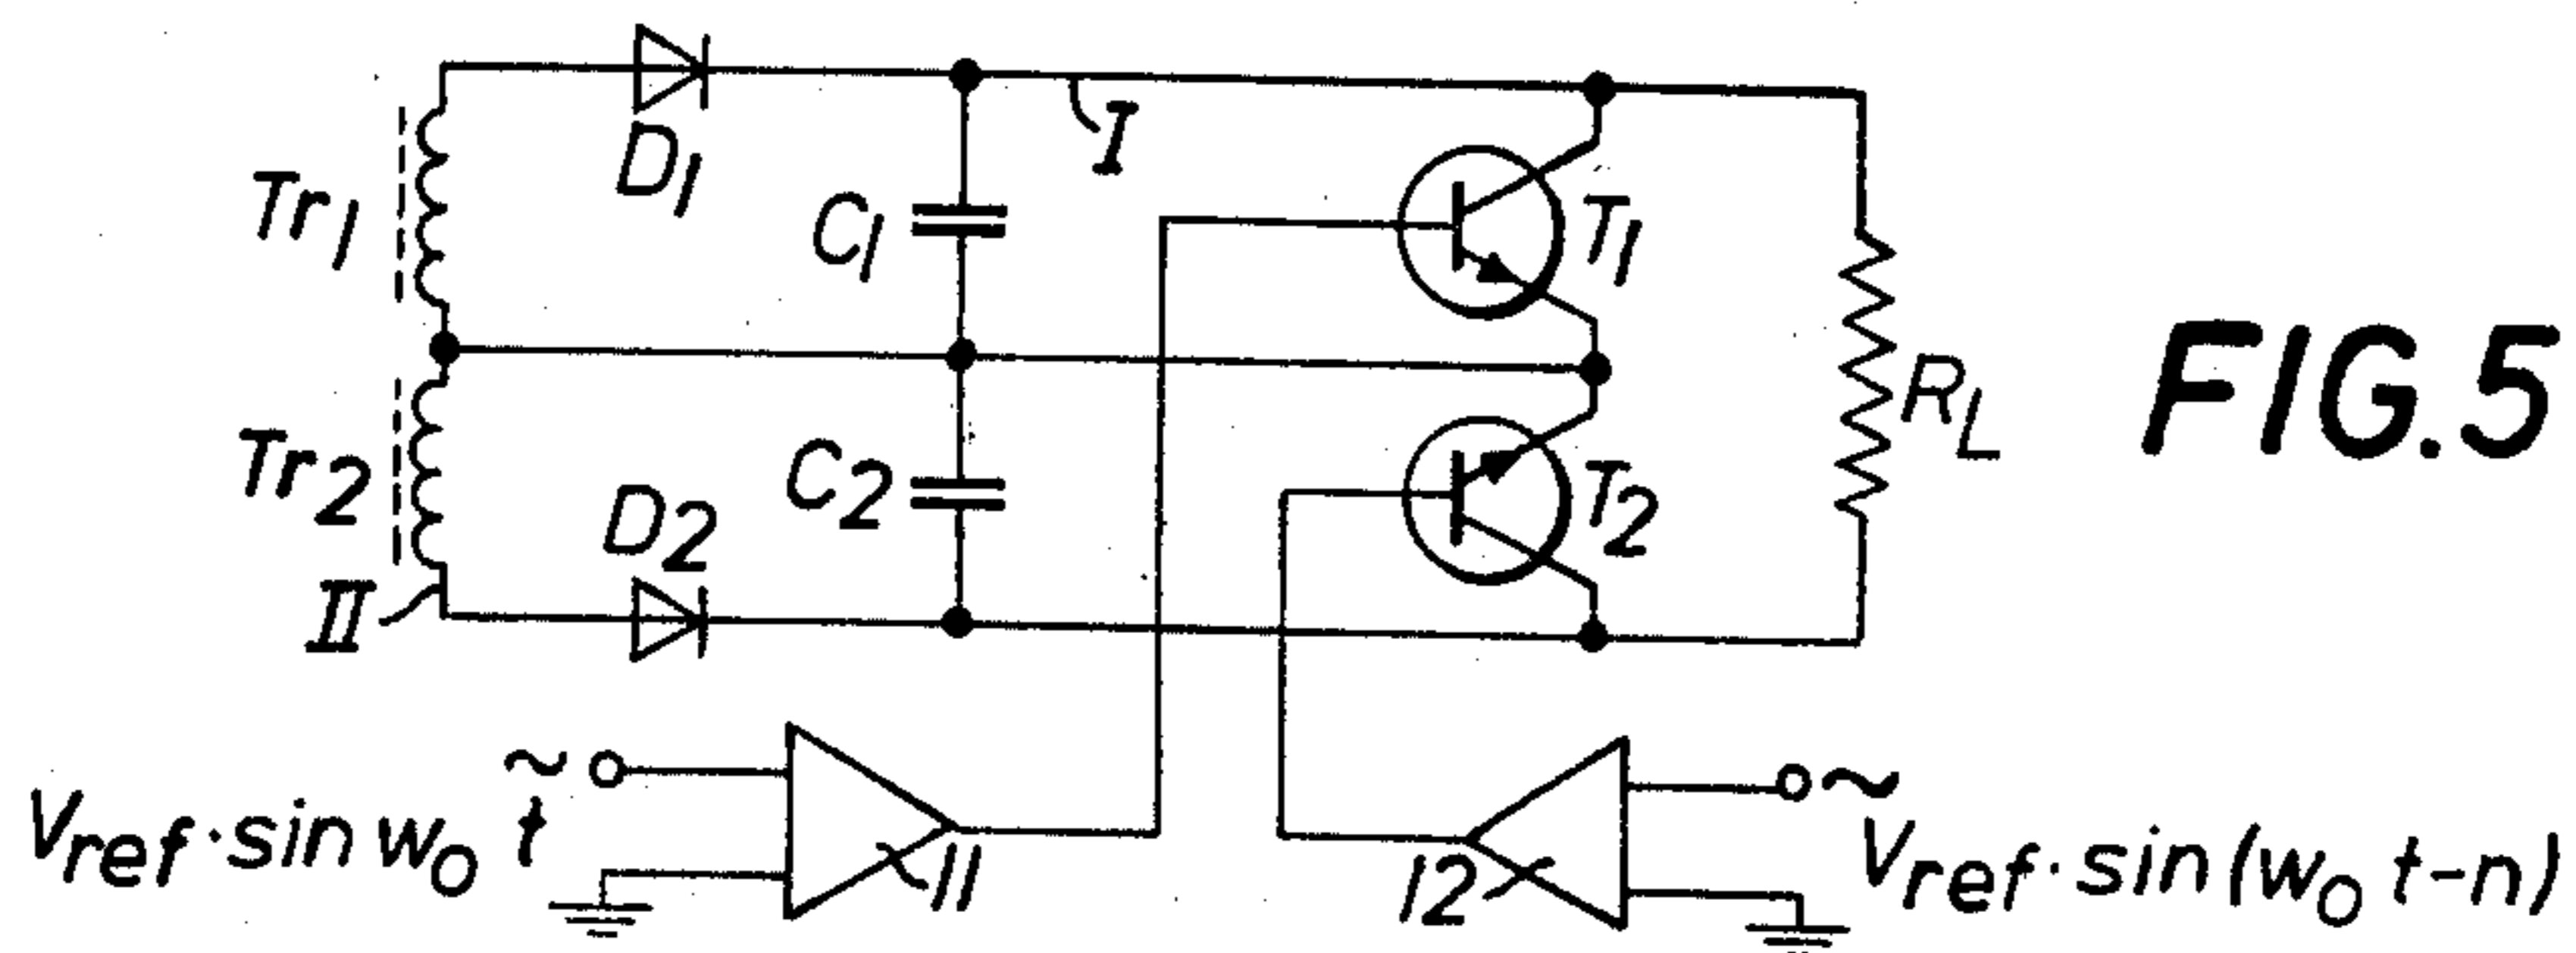 D1
I
Tr1
C1
T1
FIG.5
RL
Tr2
D2
C2
T2
II
~
~
Vref·sin wo t
11
12
Vref·sin(wo t-n)